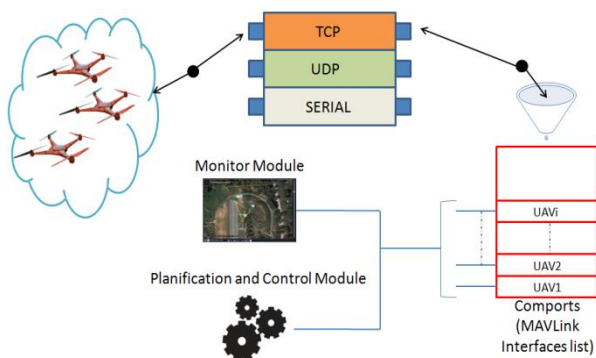 TCP
UDP
SERIAL
Monitor Module
UAVi
Planification and Control Module
UAV2
UAV1
Comports
(MAVLink
Interfaces list)